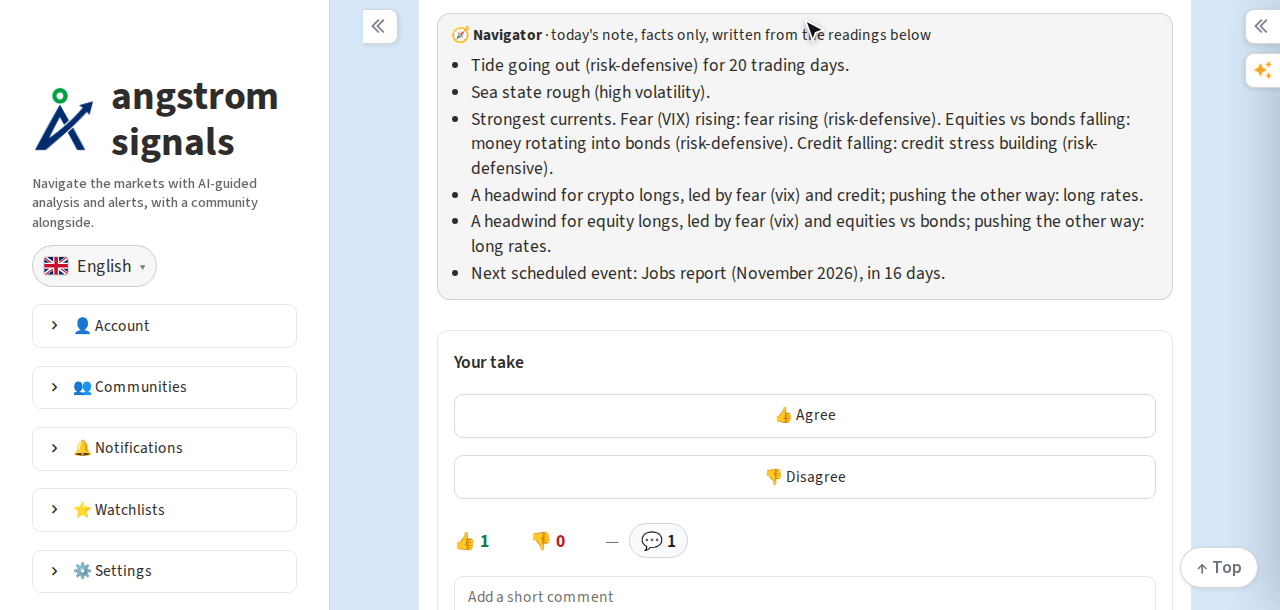 angstrom
signals
Navigate the markets with AI-guided
analysis and alerts, with a community
alongside.
English
Account
Communities
Notifications
Watchlists
Settings
Navigator · today's note, facts only, written from the readings below
Tide going out (risk-defensive) for 20 trading days.
Sea state rough (high volatility).
Strongest currents. Fear (VIX) rising: fear rising (risk-defensive). Equities vs bonds falling:
money rotating into bonds (risk-defensive). Credit falling: credit stress building (risk-
defensive).
A headwind for crypto longs, led by fear (vix) and credit; pushing the other way: long rates.
A headwind for equity longs, led by fear (vix) and equities vs bonds; pushing the other way:
long rates.
Next scheduled event: Jobs report (November 2026), in 16 days.
Your take
👍 Agree
👎 Disagree
👍 1 👎 0 — 💬 1
Add a short comment
↑ Top